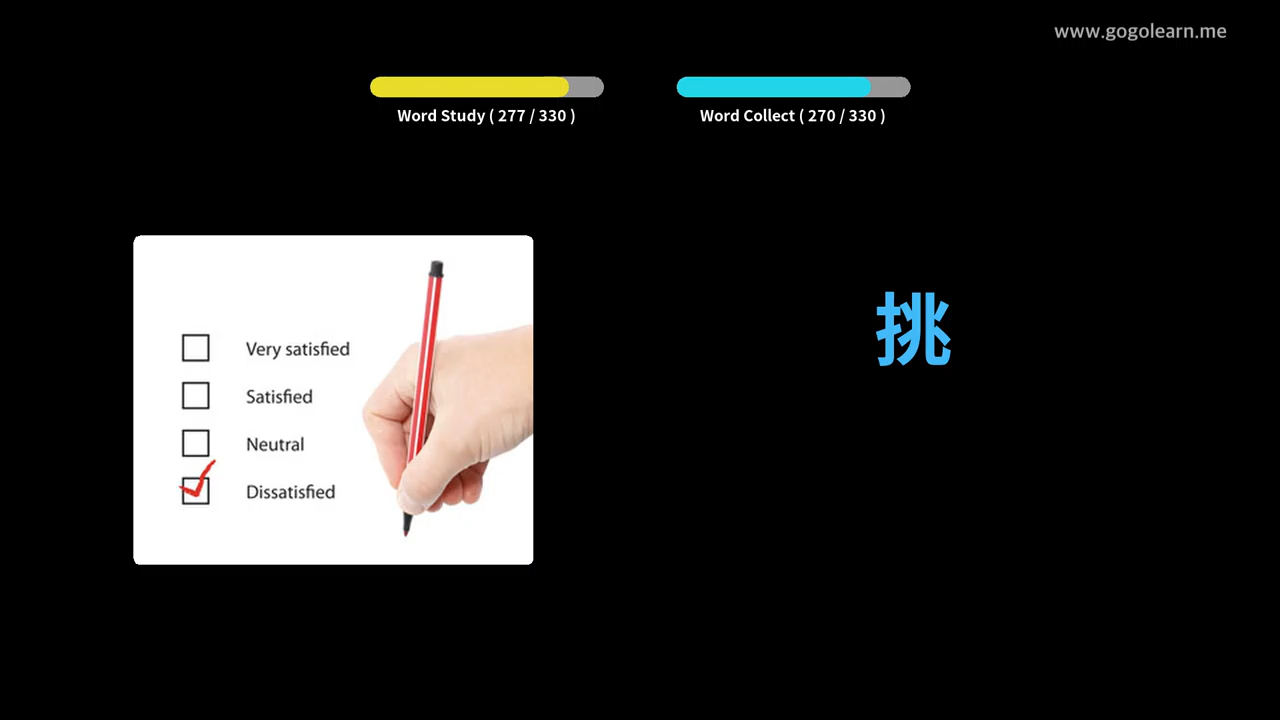 www.gogolearn.me
Word Study ( 277 / 330 )
Word Collect ( 270 / 330 )
Very satisfied
Satisfied
Neutral
Dissatisfied
挑